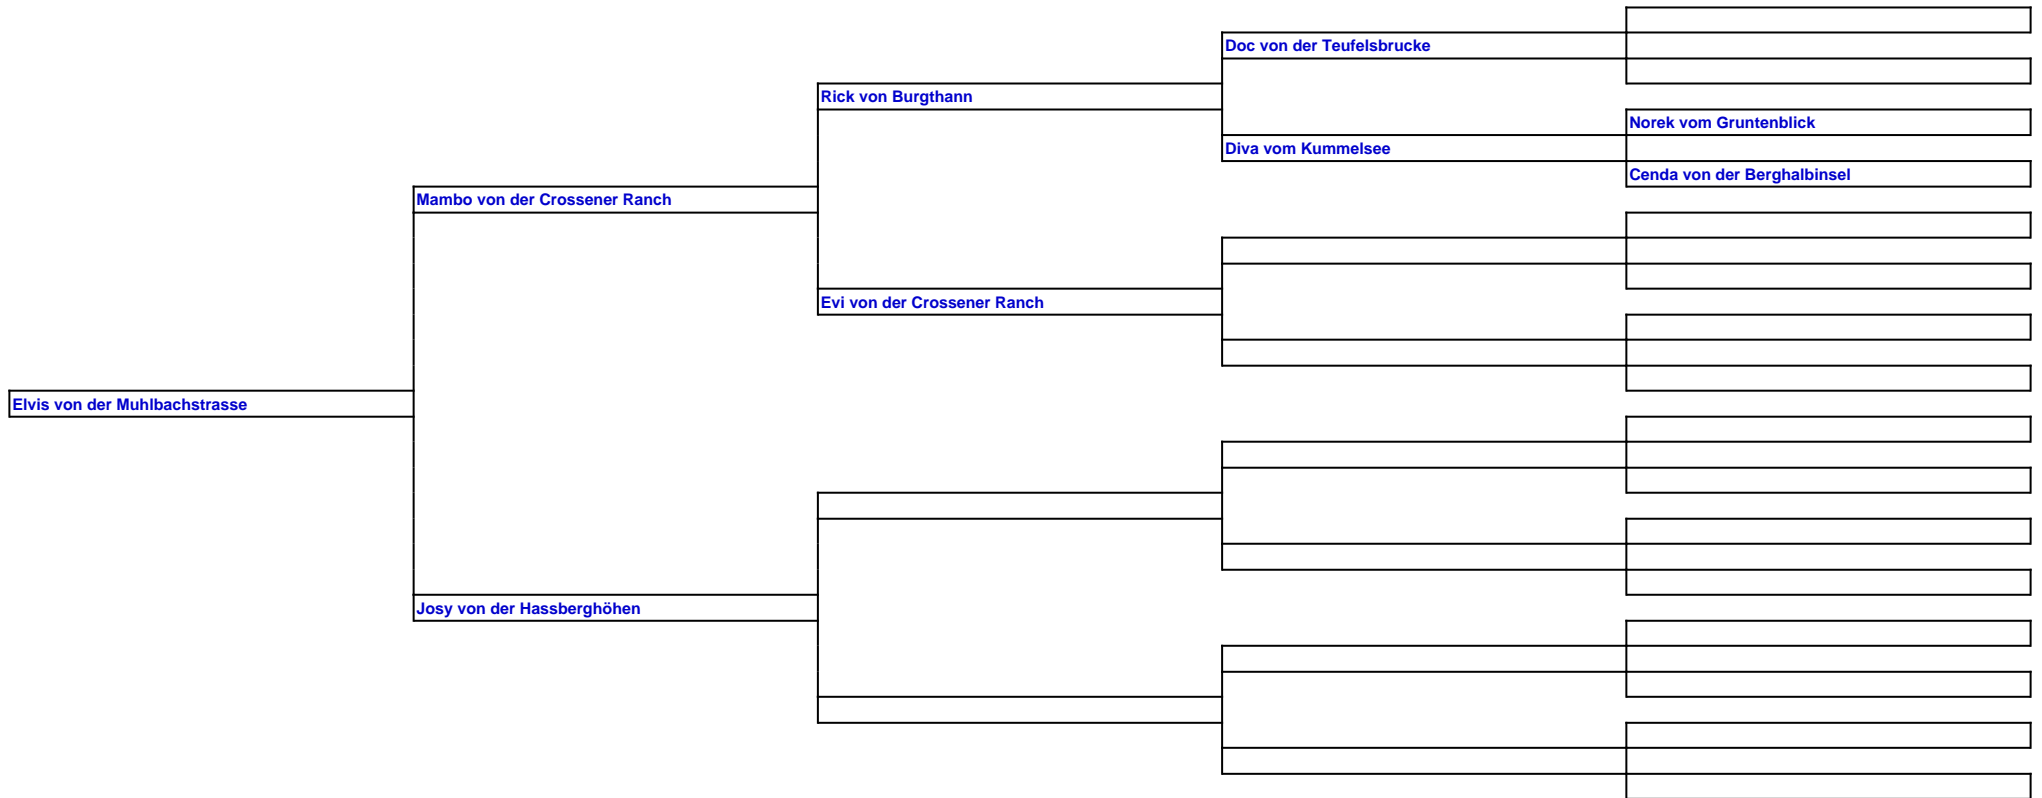 Doc von der Teufelsbrucke
Rick von Burgthann
Norek vom Gruntenblick
Diva vom Kummelsee
Cenda von der Berghalbinsel
Mambo von der Crossener Ranch
Evi von der Crossener Ranch
Elvis von der Muhlbachstrasse
Josy von der Hassberghöhen